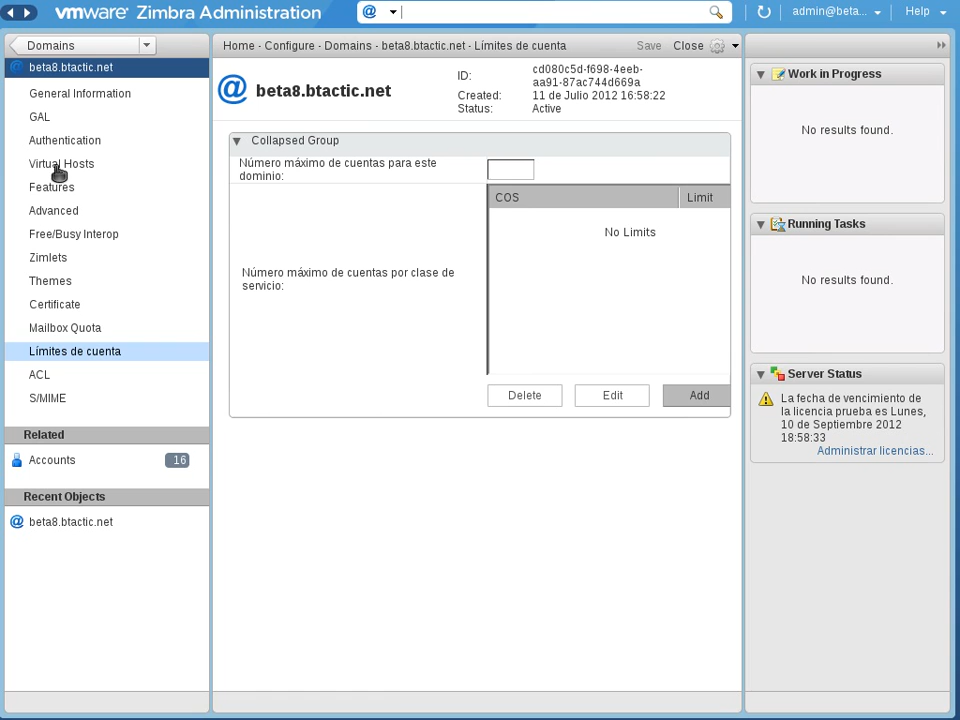 vmware Zimbra Administration
@
admin@beta...
Help
Domains
beta8.btactic.net
General Information
GAL
Authentication
Virtual Hosts
Features
Advanced
Free/Busy Interop
Zimlets
Themes
Certificate
Mailbox Quota
Límites de cuenta
ACL
S/MIME
Related
Accounts 16
Recent Objects
@ beta8.btactic.net
Home - Configure - Domains - beta8.btactic.net - Límites de cuenta
Save Close
@ beta8.btactic.net
ID: cd080c5d-f698-4eeb-
aa91-87ac744d669a
Created: 11 de Julio 2012 16:58:22
Status: Active
Collapsed Group
Número máximo de cuentas para este
dominio:
COS Limit
No Limits
Número máximo de cuentas por clase de
servicio:
Delete Edit Add
Work in Progress
No results found.
Running Tasks
No results found.
Server Status
La fecha de vencimiento de
la licencia prueba es Lunes,
10 de Septiembre 2012
18:58:33
Administrar licencias...